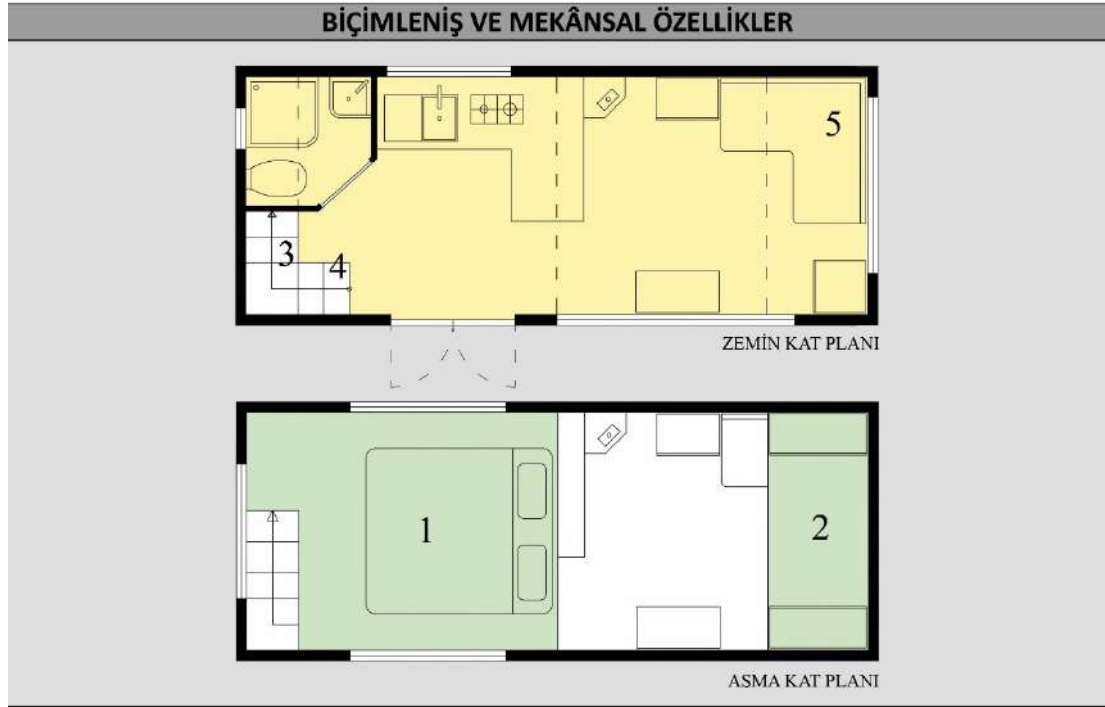 BİÇİMLENİŞ VE MEKÂNSAL ÖZELLİKLER
5
3
4
ZEMİN KAT PLANI
1
2
ASMA KAT PLANI